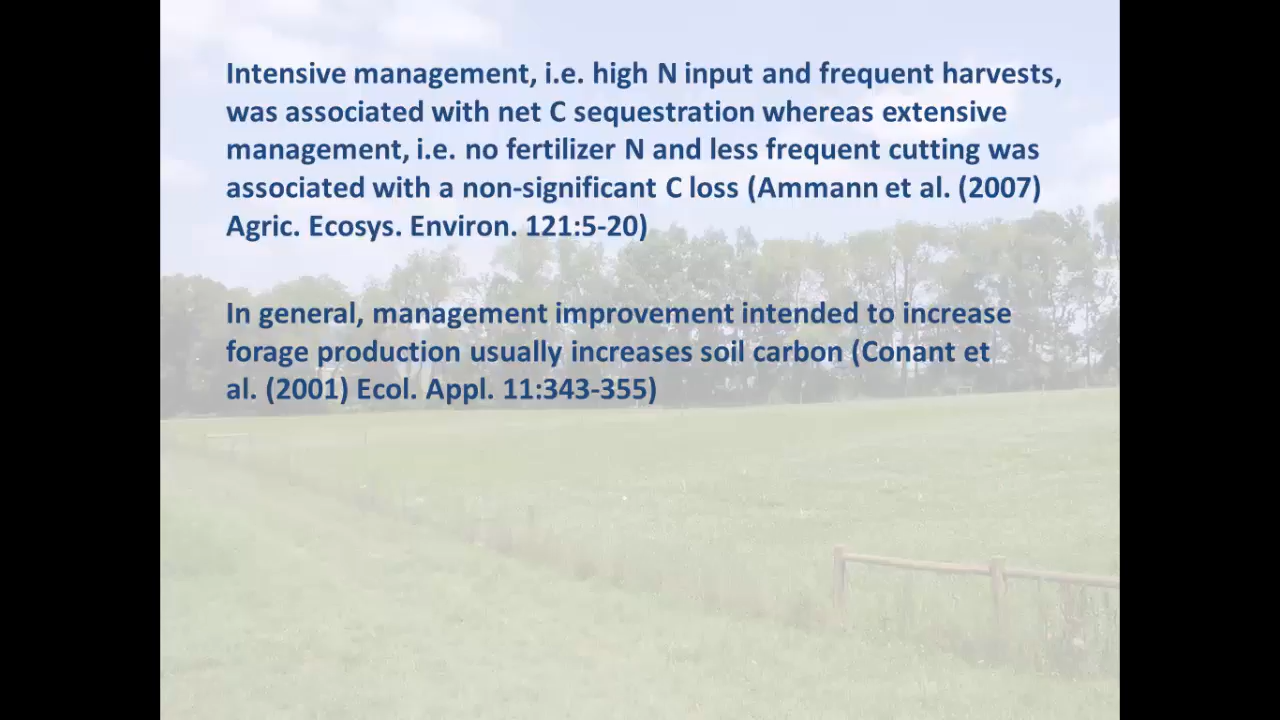 Intensive management, i.e. high N input and frequent harvests,
was associated with net C sequestration whereas extensive
management, i.e. no fertilizer N and less frequent cutting was
associated with a non-significant C loss (Ammann et al. (2007)
Agric. Ecosys. Environ. 121:5-20)
In general, management improvement intended to increase
forage production usually increases soil carbon (Conant et
al. (2001) Ecol. Appl. 11:343-355)